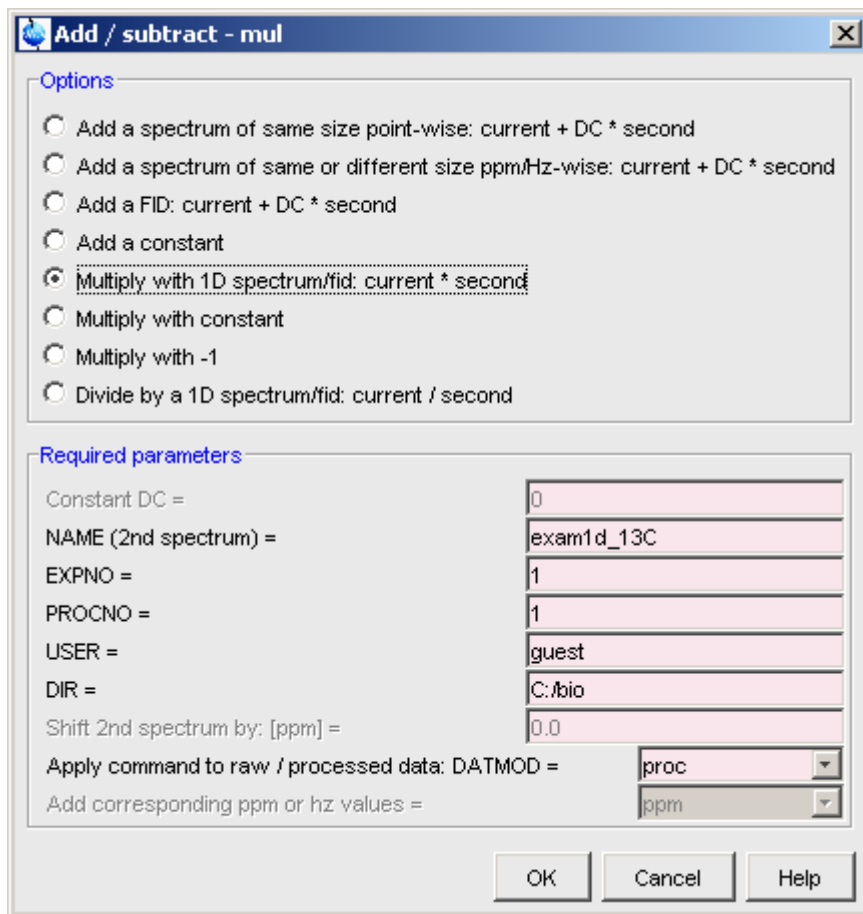 Add / subtract - mul
Options
Add a spectrum of same size point-wise: current + DC * second
Add a spectrum of same or different size ppm/Hz-wise: current + DC * second
Add a FID: current + DC * second
Add a constant
Multiply with 1D spectrum/fid: current * second
Multiply with constant
Multiply with -1
Divide by a 1D spectrum/fid: current / second
Required parameters
Constant DC = 0
NAME (2nd spectrum) = exam1d_13C
EXPNO = 1
PROCNO = 1
USER = guest
DIR = C:/bio
Shift 2nd spectrum by: [ppm] = 0.0
Apply command to raw / processed data: DATMOD = proc
Add corresponding ppm or hz values = ppm
OK Cancel Help